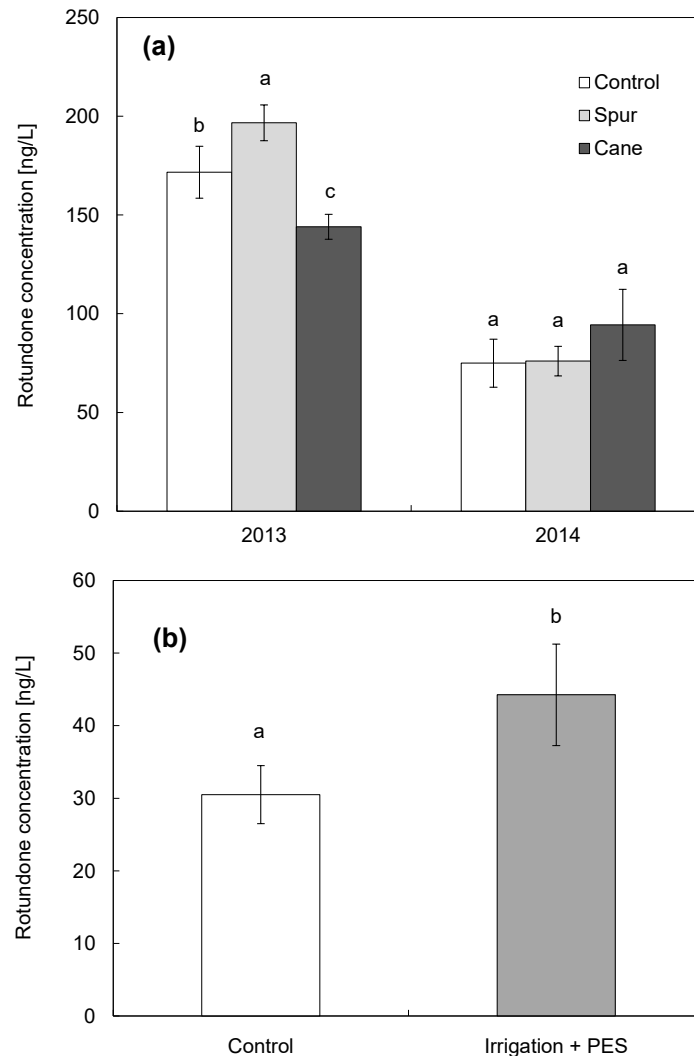 250
(a)
a
Control
200
b
Spur
Cane
c
150
a
100
a
a
50
0
2013
2014
Rotundone concentration [ng/L]
60
b
(b)
50
a
40
30
20
10
0
Control
Irrigation + PES
Rotundone concentration [ng/L]